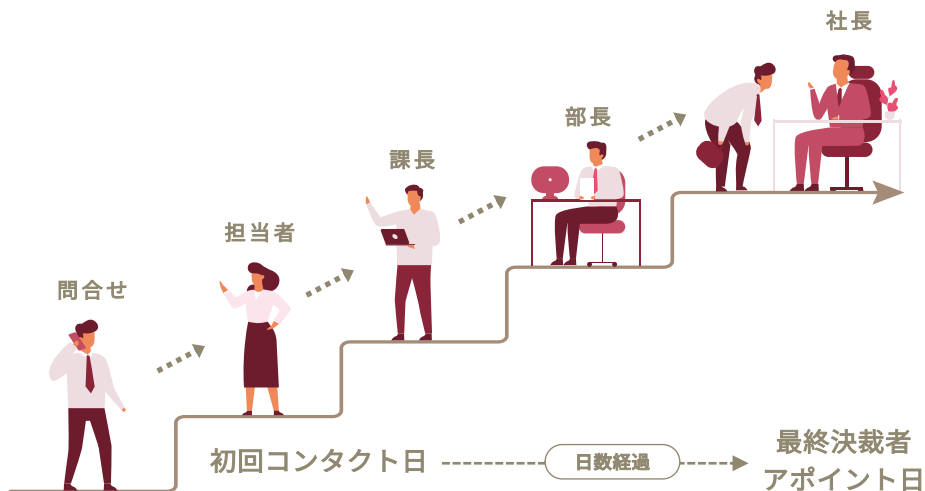 社長
部長
課長
担当者
問合せ
初回コンタクト日
日数経過
最終決裁者
アポイント日